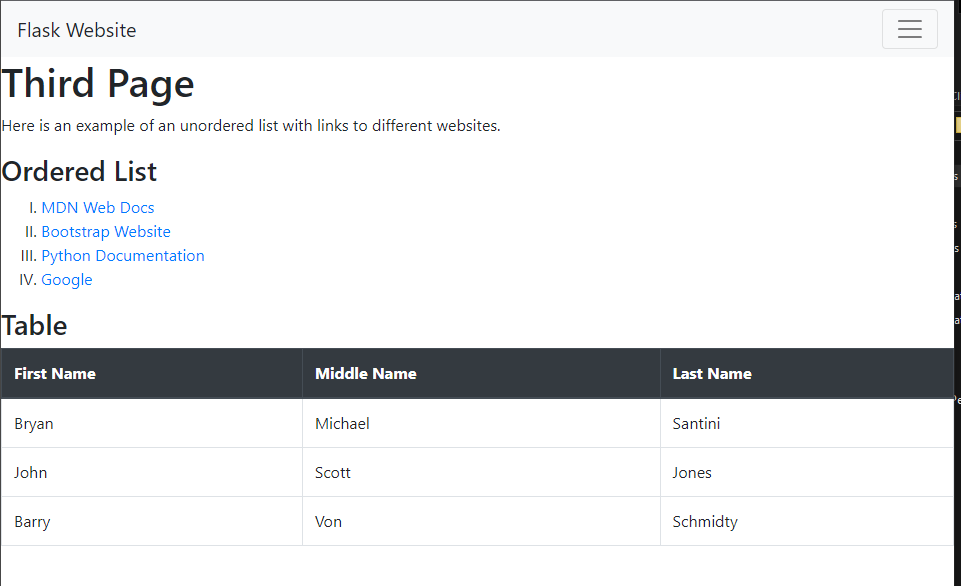 Flask Website
Third Page
Here is an example of an unordered list with links to different websites.
Ordered List
I. MDN Web Docs
II. Bootstrap Website
III. Python Documentation
IV. Google
Table
First Name Middle Name Last Name
Bryan Michael Santini
John Scott Jones
Barry Von Schmidty